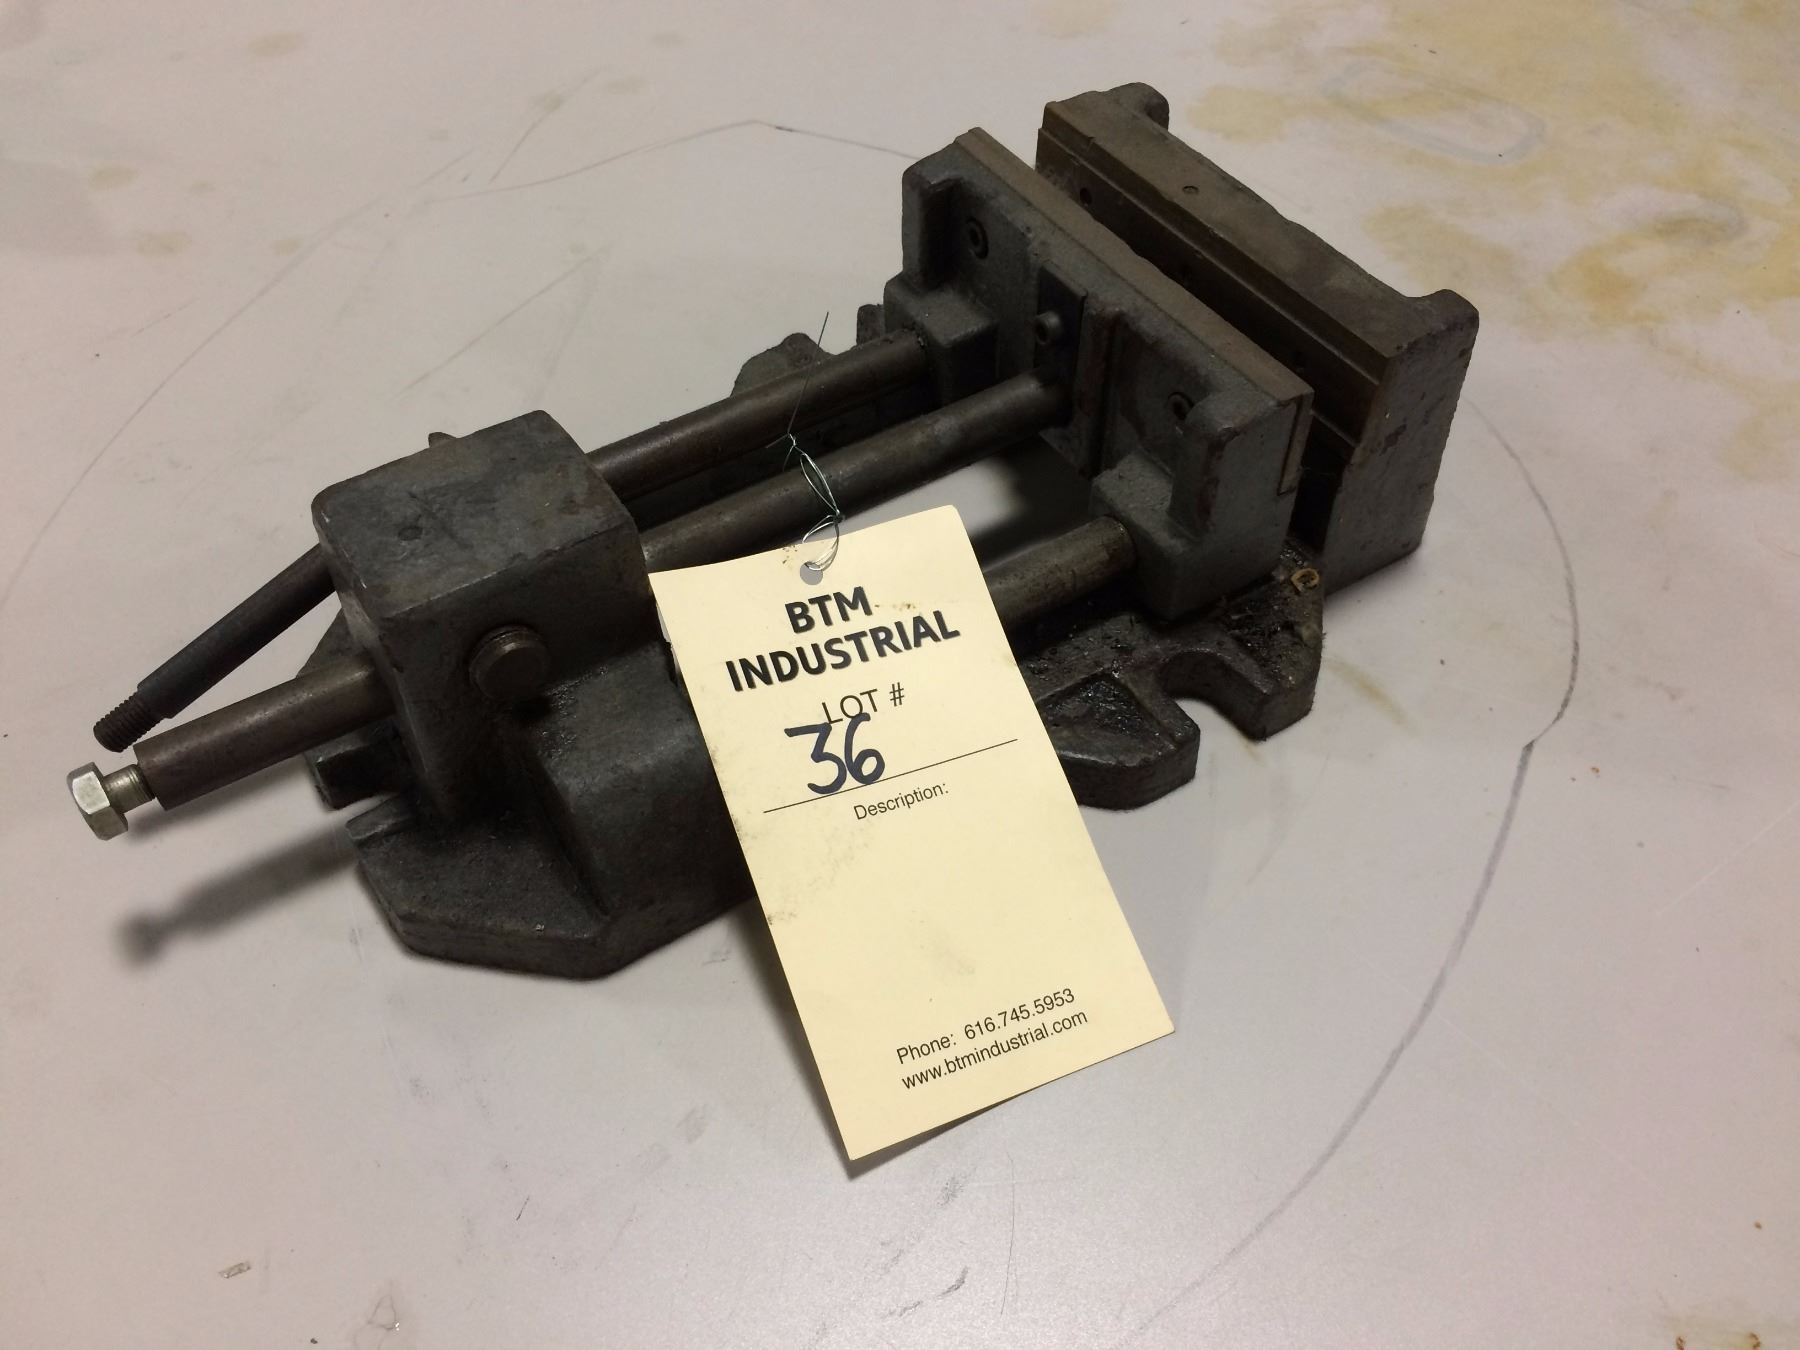 BTM
INDUSTRIAL
LOT #
36
Description:
Phone: 616.745.5953
www.btmindustrial.com